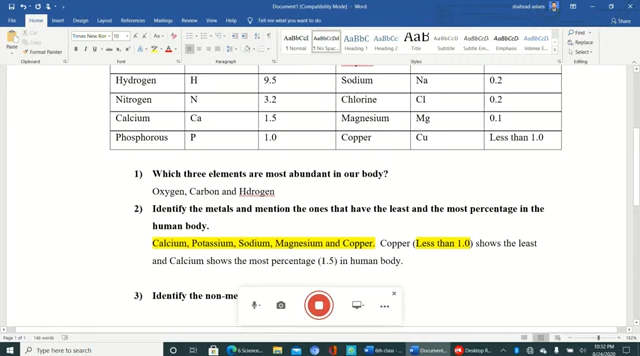 Document1 [Compatibility Mode] - Word
shahzad aslam
File Home Insert Design Layout References Mailings Review View Help Tell me what you want to do
Paste
Cut
Copy
Format Painter
Clipboard
Times New Ror 10
Font
Paragraph
Styles
¶ Normal
¶ No Spac...
Heading 1
Heading 2
Title
Subtitle
Subtle Em...
Emphasis
Intense E...
Find
Replace
Select
Editing
Hydrogen H 9.5 Sodium Na 0.2
Nitrogen N 3.2 Chlorine Cl 0.2
Calcium Ca 1.5 Magnesium Mg 0.1
Phosphorous P 1.0 Copper Cu Less than 1.0
1) Which three elements are most abundant in our body?
Oxygen, Carbon and Hdrogen
2) Identify the metals and mention the ones that have the least and the most percentage in the
human body.
Calcium, Potassium, Sodium, Magnesium and Copper. Copper (Less than 1.0) shows the least
and Calcium shows the most percentage (1.5) in human body.
3) Identify the non-me
Page 1 of 1 146 words
Type here to search
6 Science...
6th class - ...
Document...
Desktop R...
10:32 PM
8/24/2020